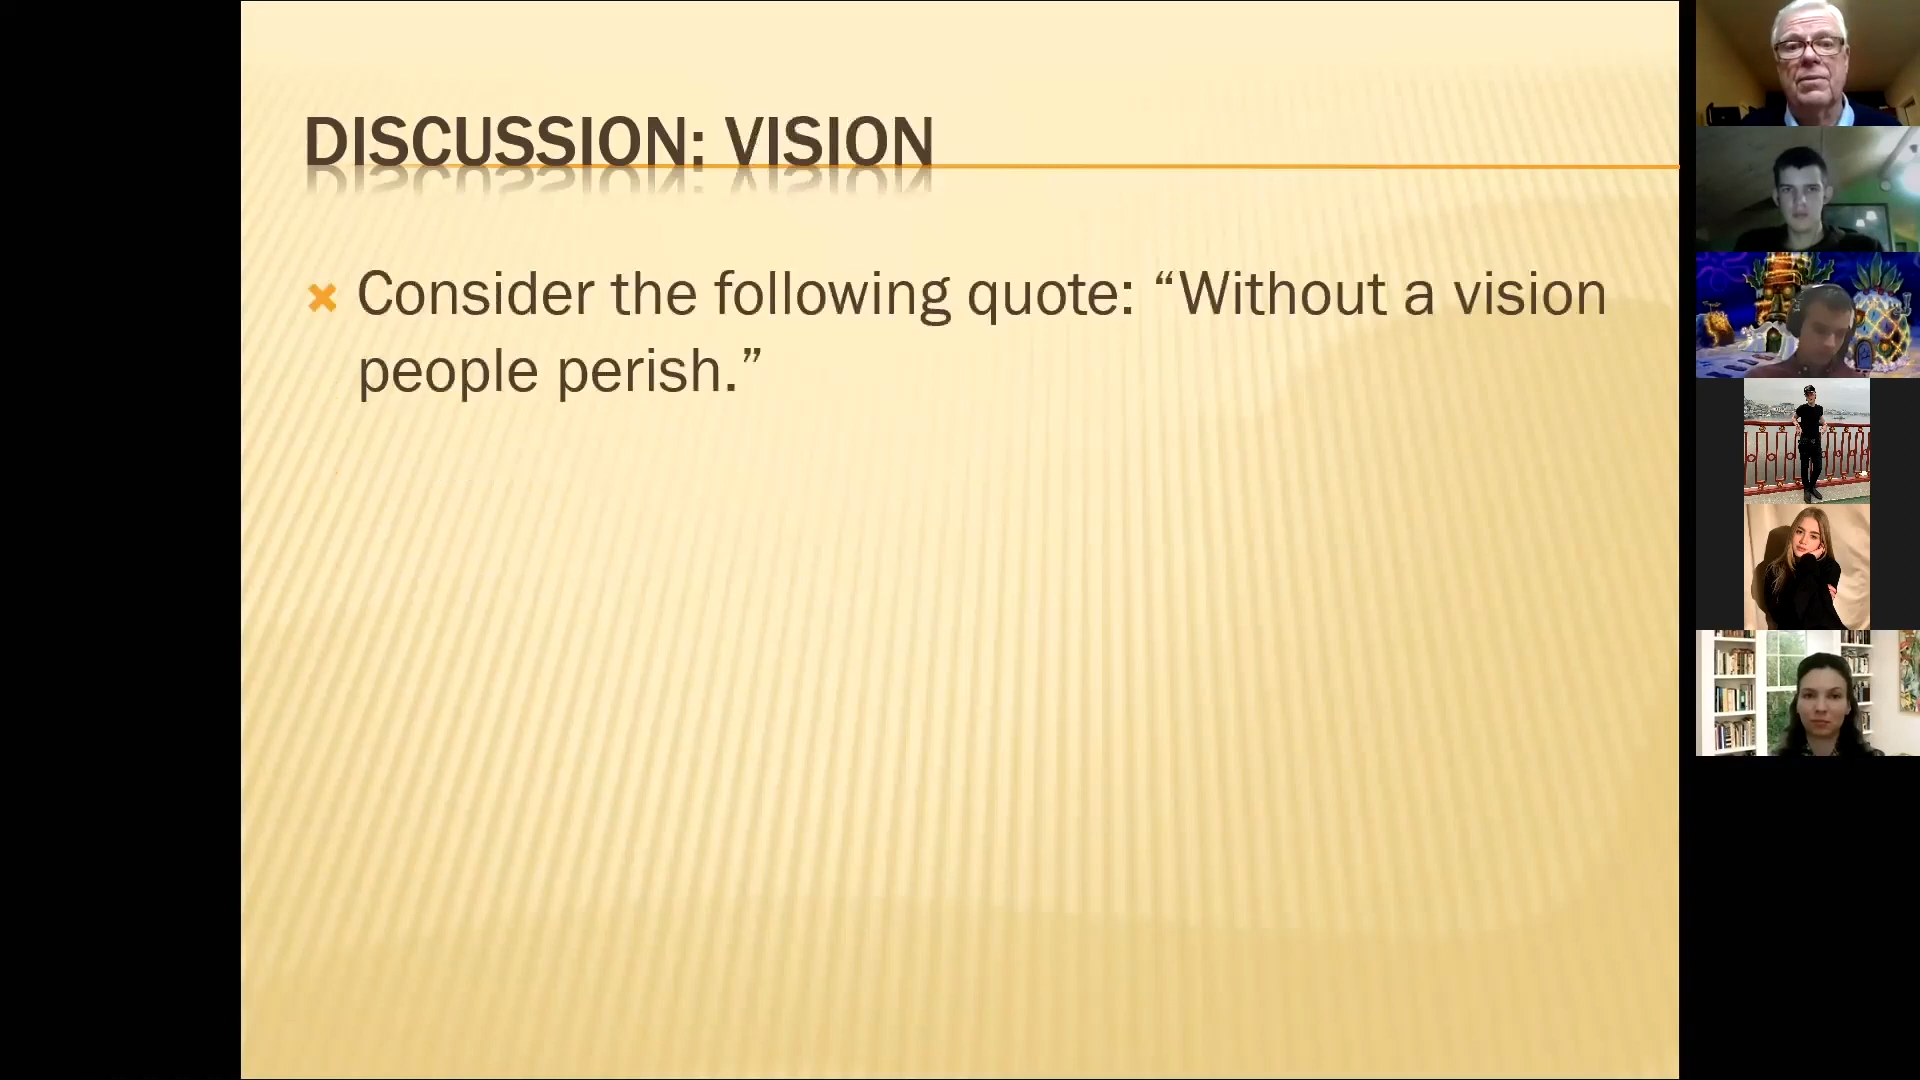 DISCUSSION: VISION
Consider the following quote: “Without a vision
people perish.”